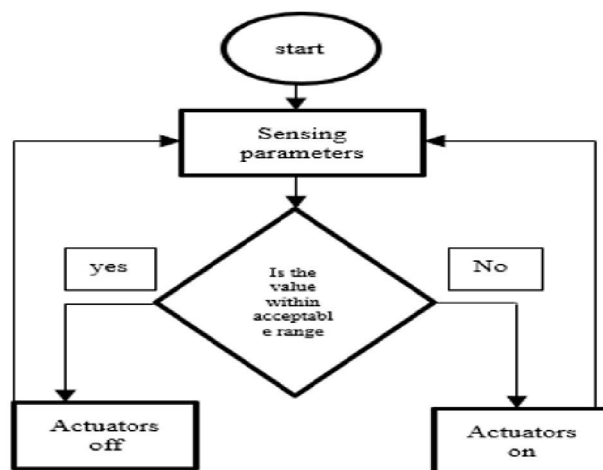 start
Sensing
parameters
yes
No
Is the
value
within
acceptabl
e range
Actuators
off
Actuators
on